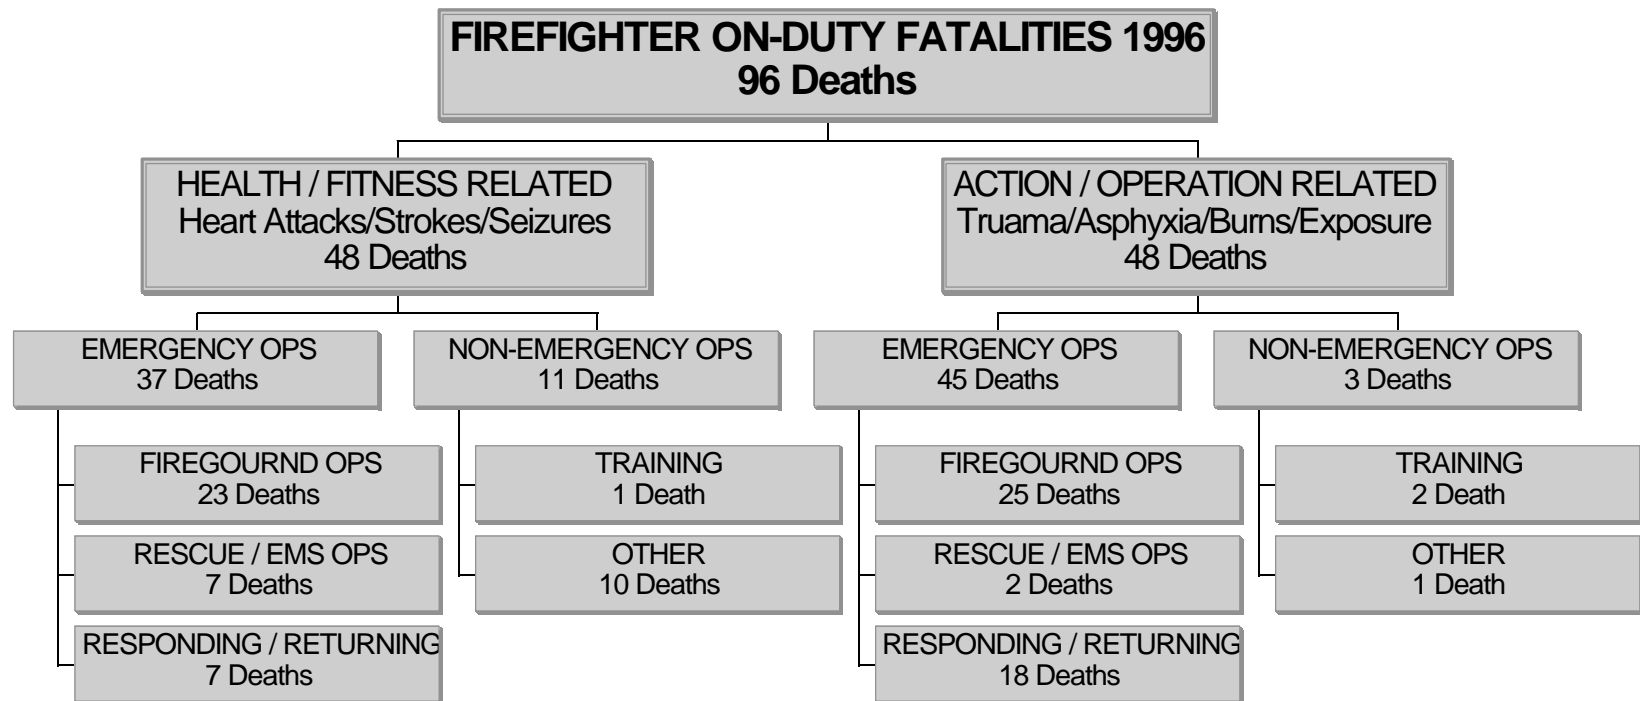 FIREFIGHTER ON-DUTY FATALITIES 1996
96 Deaths
HEALTH / FITNESS RELATED
Heart Attacks/Strokes/Seizures
48 Deaths
ACTION / OPERATION RELATED
Truama/Asphyxia/Burns/Exposure
48 Deaths
EMERGENCY OPS
37 Deaths
NON-EMERGENCY OPS
11 Deaths
EMERGENCY OPS
45 Deaths
NON-EMERGENCY OPS
3 Deaths
FIREGOURND OPS
23 Deaths
TRAINING
1 Death
FIREGOURND OPS
25 Deaths
TRAINING
2 Death
RESCUE / EMS OPS
7 Deaths
OTHER
10 Deaths
RESCUE / EMS OPS
2 Deaths
OTHER
1 Death
RESPONDING / RETURNING
7 Deaths
RESPONDING / RETURNING
18 Deaths